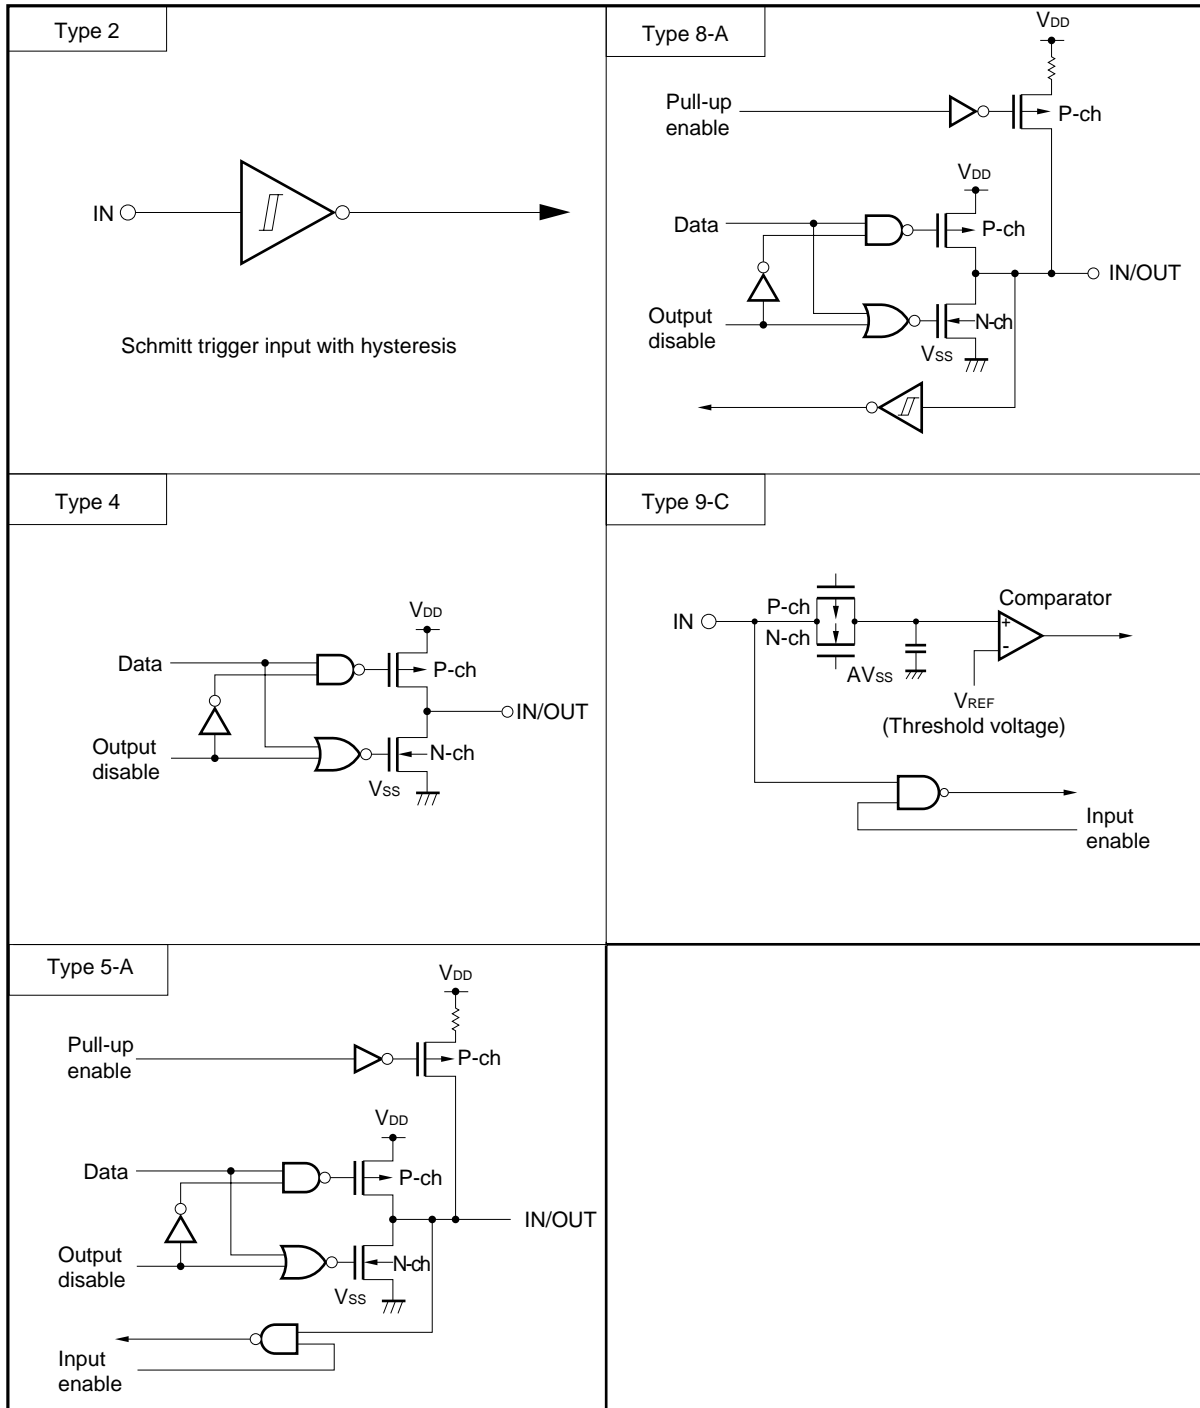 Type 2
IN
Schmitt trigger input with hysteresis
Type 8-A
VDD
Pull-up
enable
P-ch
VDD
Data
P-ch
IN/OUT
Output
disable
N-ch
VSS
Type 4
VDD
Data
P-ch
IN/OUT
Output
disable
N-ch
VSS
Type 9-C
P-ch
IN
N-ch
Comparator
+
-
AVSS
VREF
(Threshold voltage)
Input
enable
Type 5-A
VDD
Pull-up
enable
P-ch
VDD
Data
P-ch
IN/OUT
Output
disable
N-ch
VSS
Input
enable